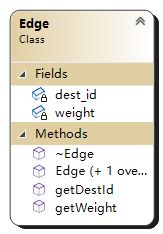 Edge
Class
Fields
dest_id
weight
Methods
~Edge
Edge (+ 1 ove...
getDestId
getWeight